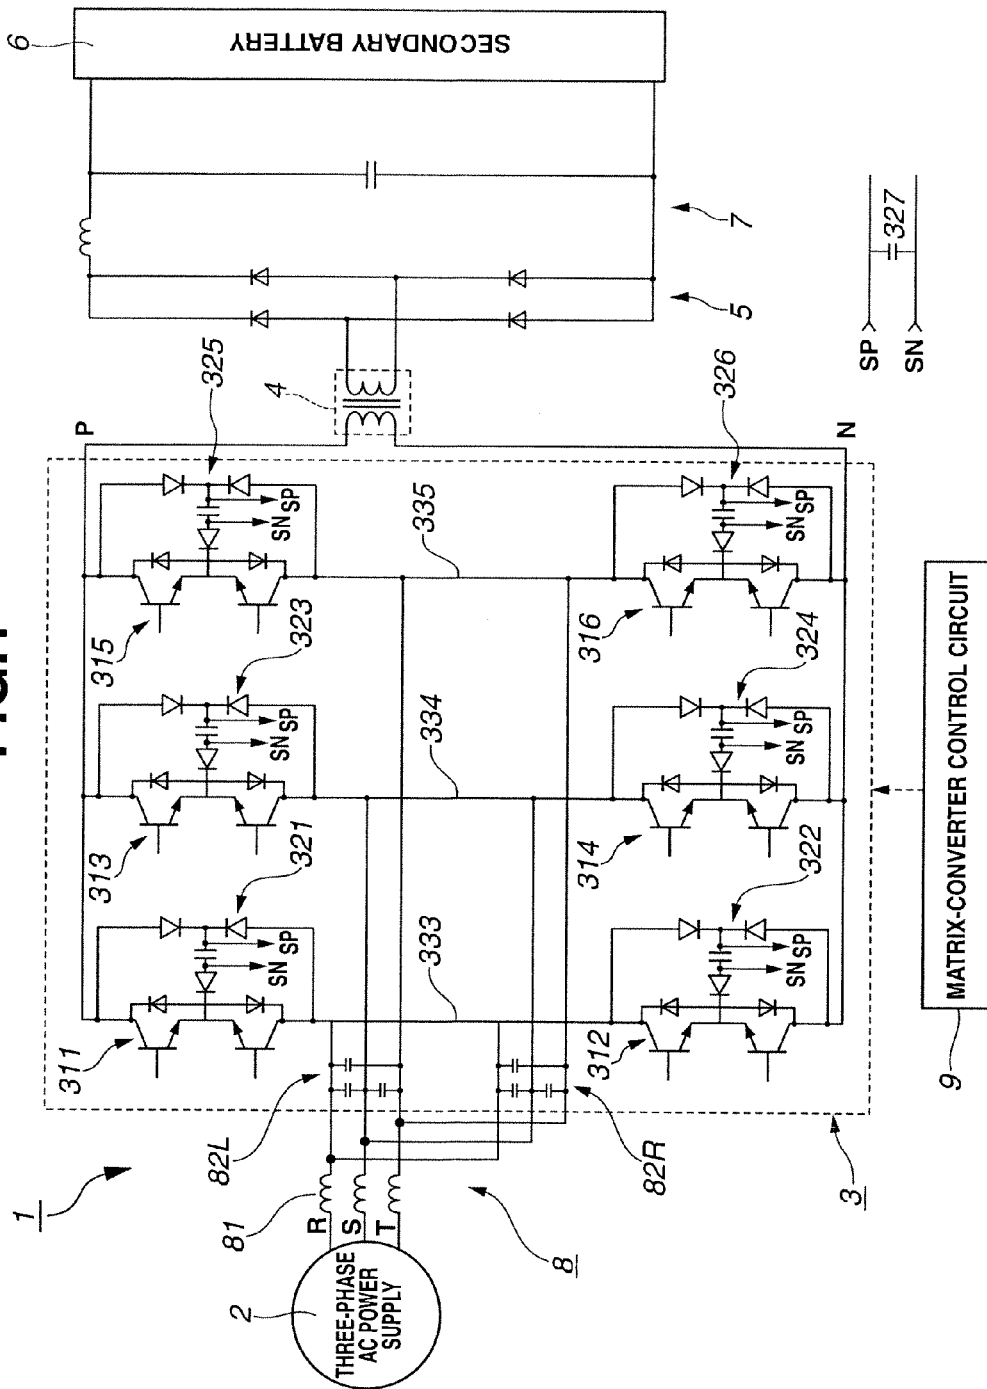 1
2
THREE-PHASE
AC POWER
SUPPLY
R
S
T
81
82L
82R
8
3
311
321
SN
SP
313
323
SN
SP
315
325
SN
SP
P
333
334
335
312
322
SN
SP
314
324
SN
SP
316
326
SN
SP
N
4
5
7
6
SECONDARY BATTERY
SP
SN
327
9
MATRIX-CONVERTER CONTROL CIRCUIT